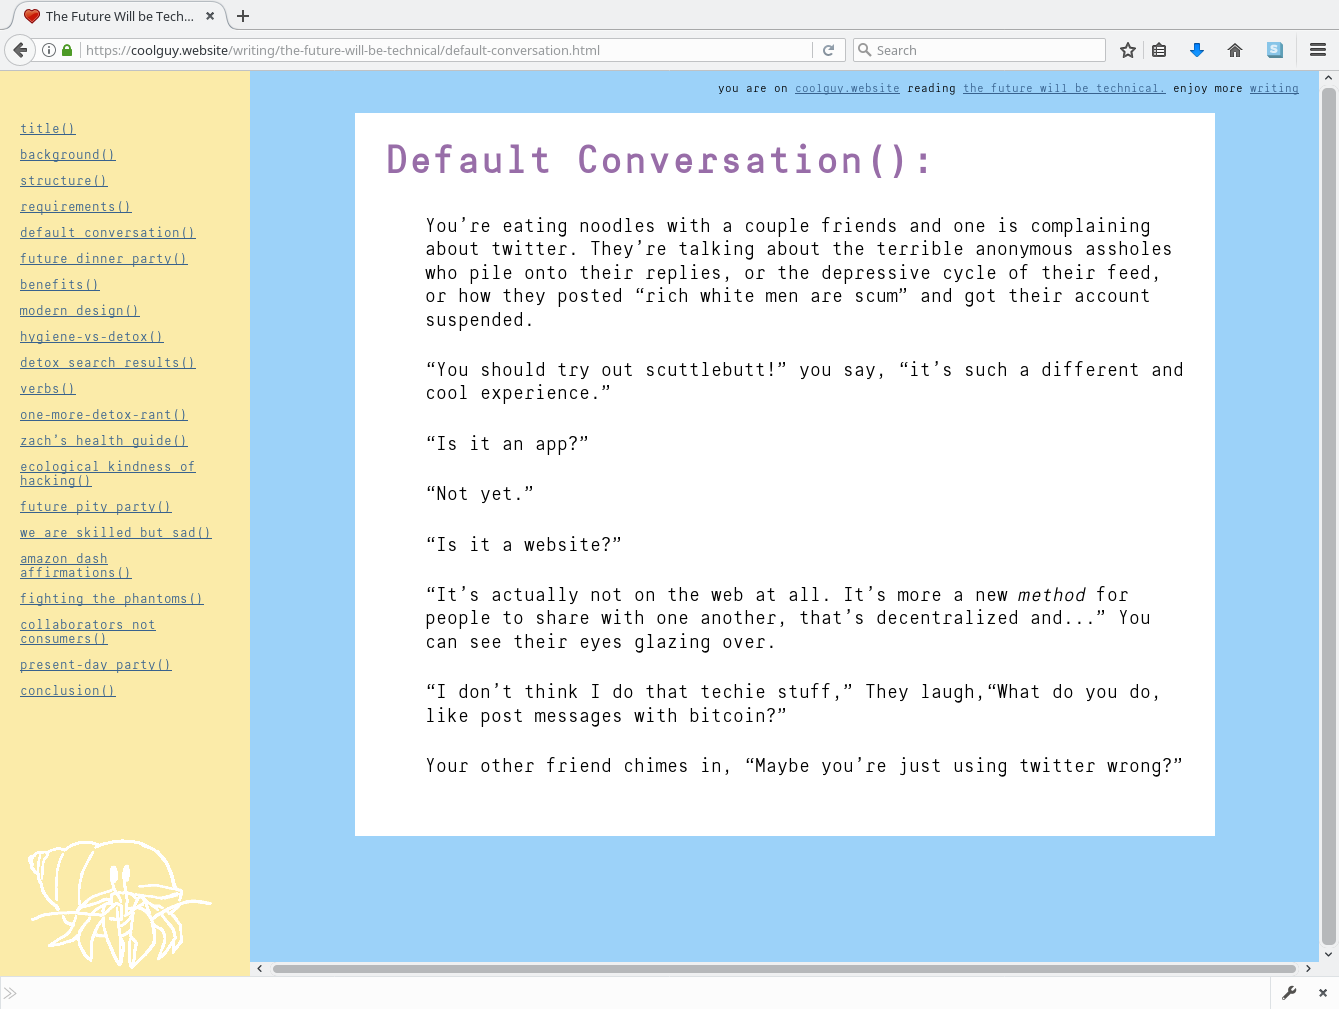 The Future Will be Tech...
https://coolguy.website/writing/the-future-will-be-technical/default-conversation.html
Search
S
you are on coolguy.website reading the future will be technical. enjoy more writing
title()
background()
structure()
requirements()
default conversation()
future dinner party()
benefits()
modern design()
hygiene-vs-detox()
detox search results()
verbs()
one-more-detox-rant()
zach’s health guide()
ecological kindness of
hacking()
future pity party()
we are skilled but sad()
amazon dash
affirmations()
fighting the phantoms()
collaborators not
consumers()
present-day party()
conclusion()
Default Conversation():
You’re eating noodles with a couple friends and one is complaining
about twitter. They’re talking about the terrible anonymous assholes
who pile onto their replies, or the depressive cycle of their feed,
or how they posted “rich white men are scum” and got their account
suspended.
“You should try out scuttlebutt!” you say, “it’s such a different and
cool experience.”
“Is it an app?”
“Not yet.”
“Is it a website?”
“It’s actually not on the web at all. It’s more a new method for
people to share with one another, that’s decentralized and...” You
can see their eyes glazing over.
“I don’t think I do that techie stuff,” They laugh,“What do you do,
like post messages with bitcoin?”
Your other friend chimes in, “Maybe you’re just using twitter wrong?”